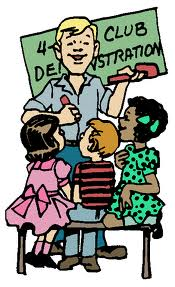 4- CLUB
DE STRATION